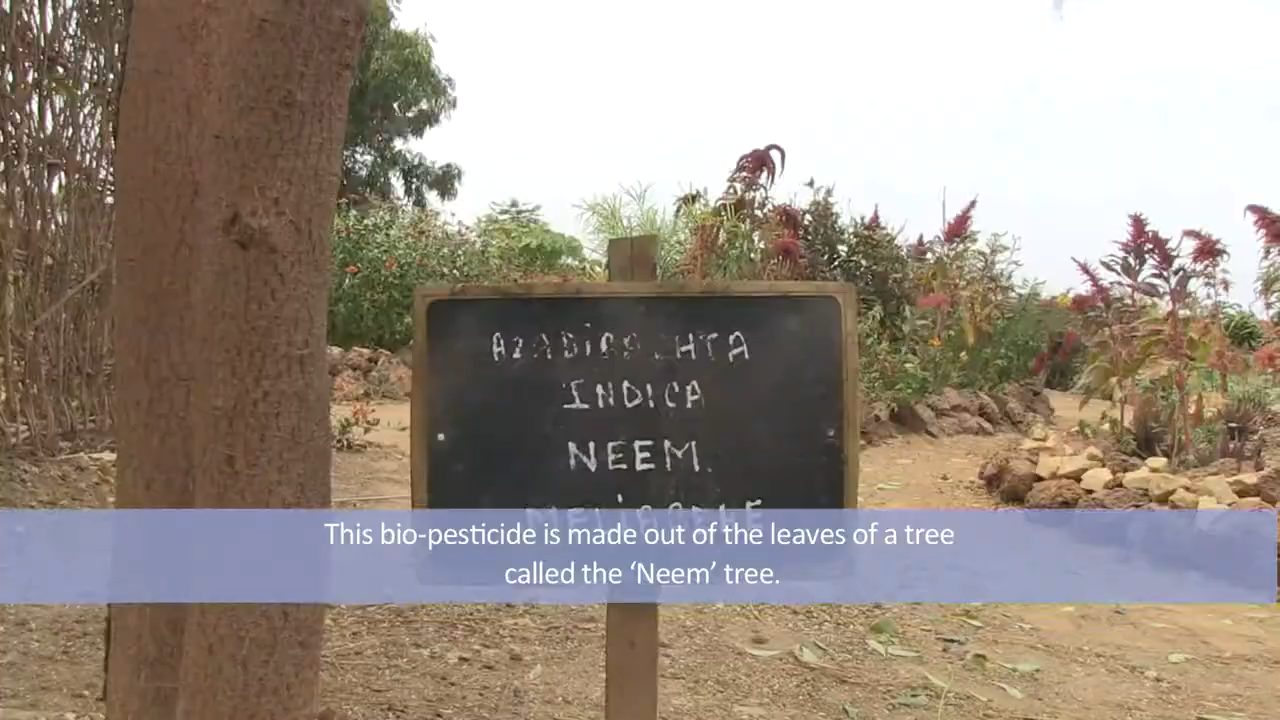 AZADiRACHTA
INDICA
NEEM.
This bio-pesticide is made out of the leaves of a tree
called the ‘Neem’ tree.